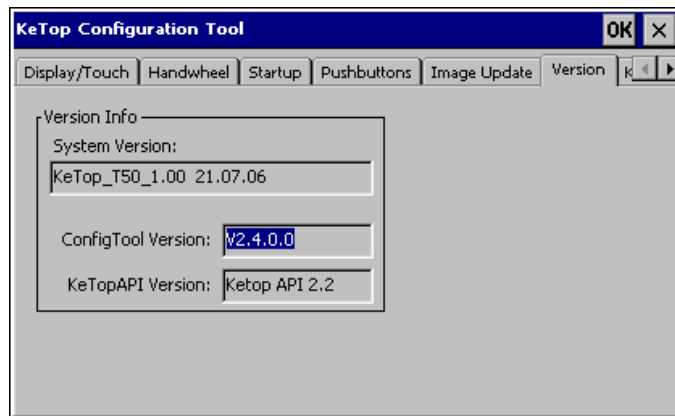 KeTop Configuration Tool OK ×
Display/Touch Handwheel Startup Pushbuttons Image Update Version K
Version Info
System Version:
KeTop_T50_1.00 21.07.06
ConfigTool Version: V2.4.0.0
KeTopAPI Version: Ketop API 2.2